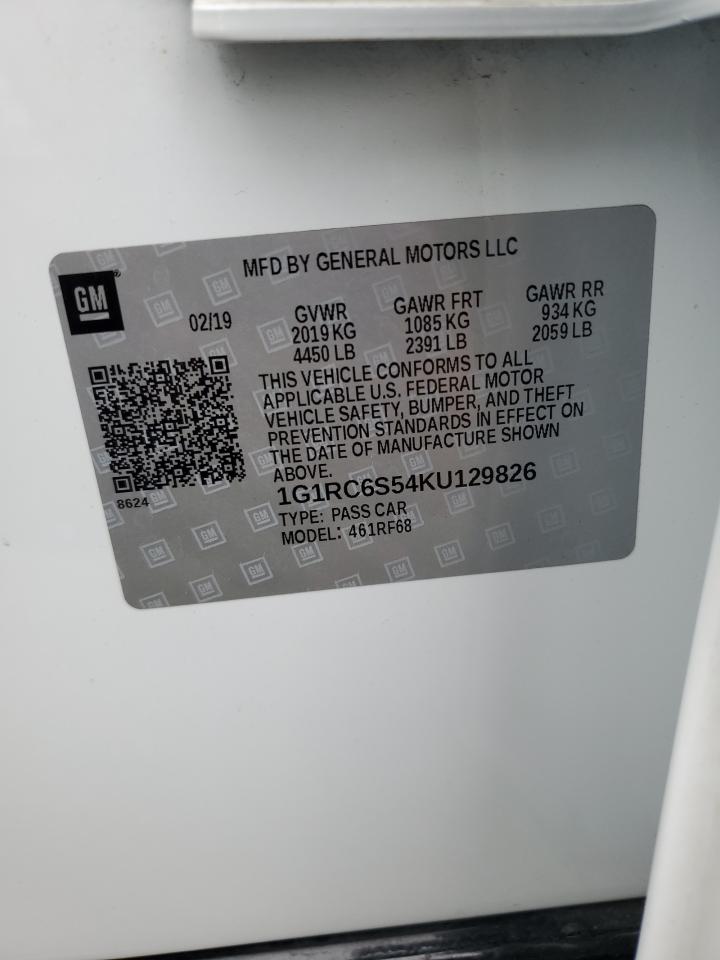 MFD BY GENERAL MOTORS LLC
GM
02/19
GVWR
2019 KG
4450 LB
GAWR FRT
1085 KG
2391 LB
GAWR RR
934 KG
2059 LB
THIS VEHICLE CONFORMS TO ALL
APPLICABLE U.S. FEDERAL MOTOR
VEHICLE SAFETY, BUMPER, AND THEFT
PREVENTION STANDARDS IN EFFECT ON
THE DATE OF MANUFACTURE SHOWN
ABOVE.
8624
1G1RC6S54KU129826
TYPE: PASS CAR
MODEL: 461RF68